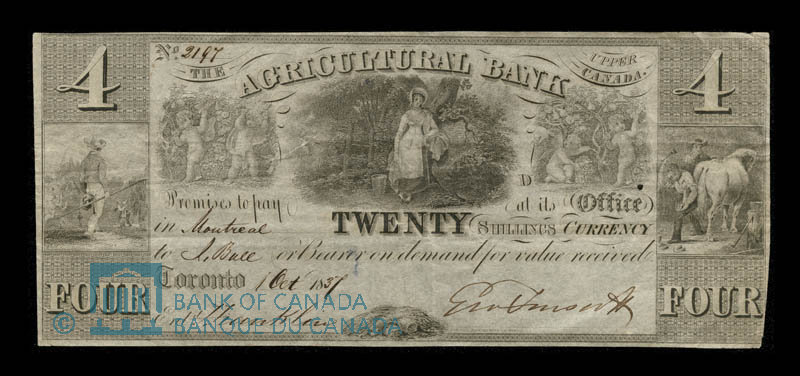 No. 2197
THE AGRICULTURAL BANK UPPER CANADA.
4 4
D
Promises to pay at its Office
in Montreal TWENTY SHILLINGS CURRENCY
to J. Ball or Bearer on demand for value received
Toronto 1 Oct 1837
FOUR FOUR
© BANK OF CANADA
BANQUE DU CANADA